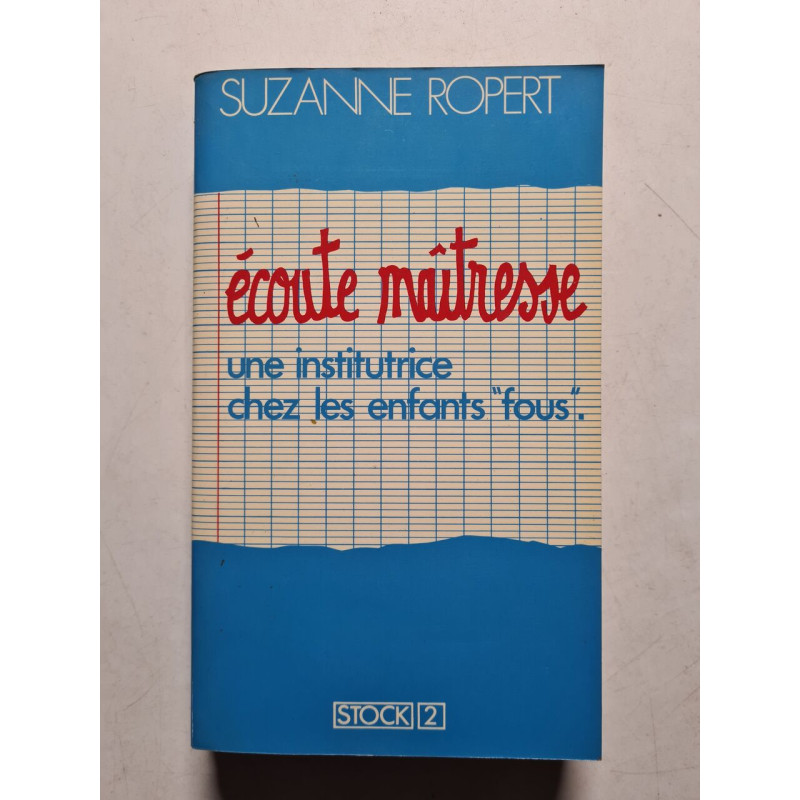 SUZANNE ROPERT
écoute maîtresse
une institutrice
chez les enfants "fous".
STOCK 2